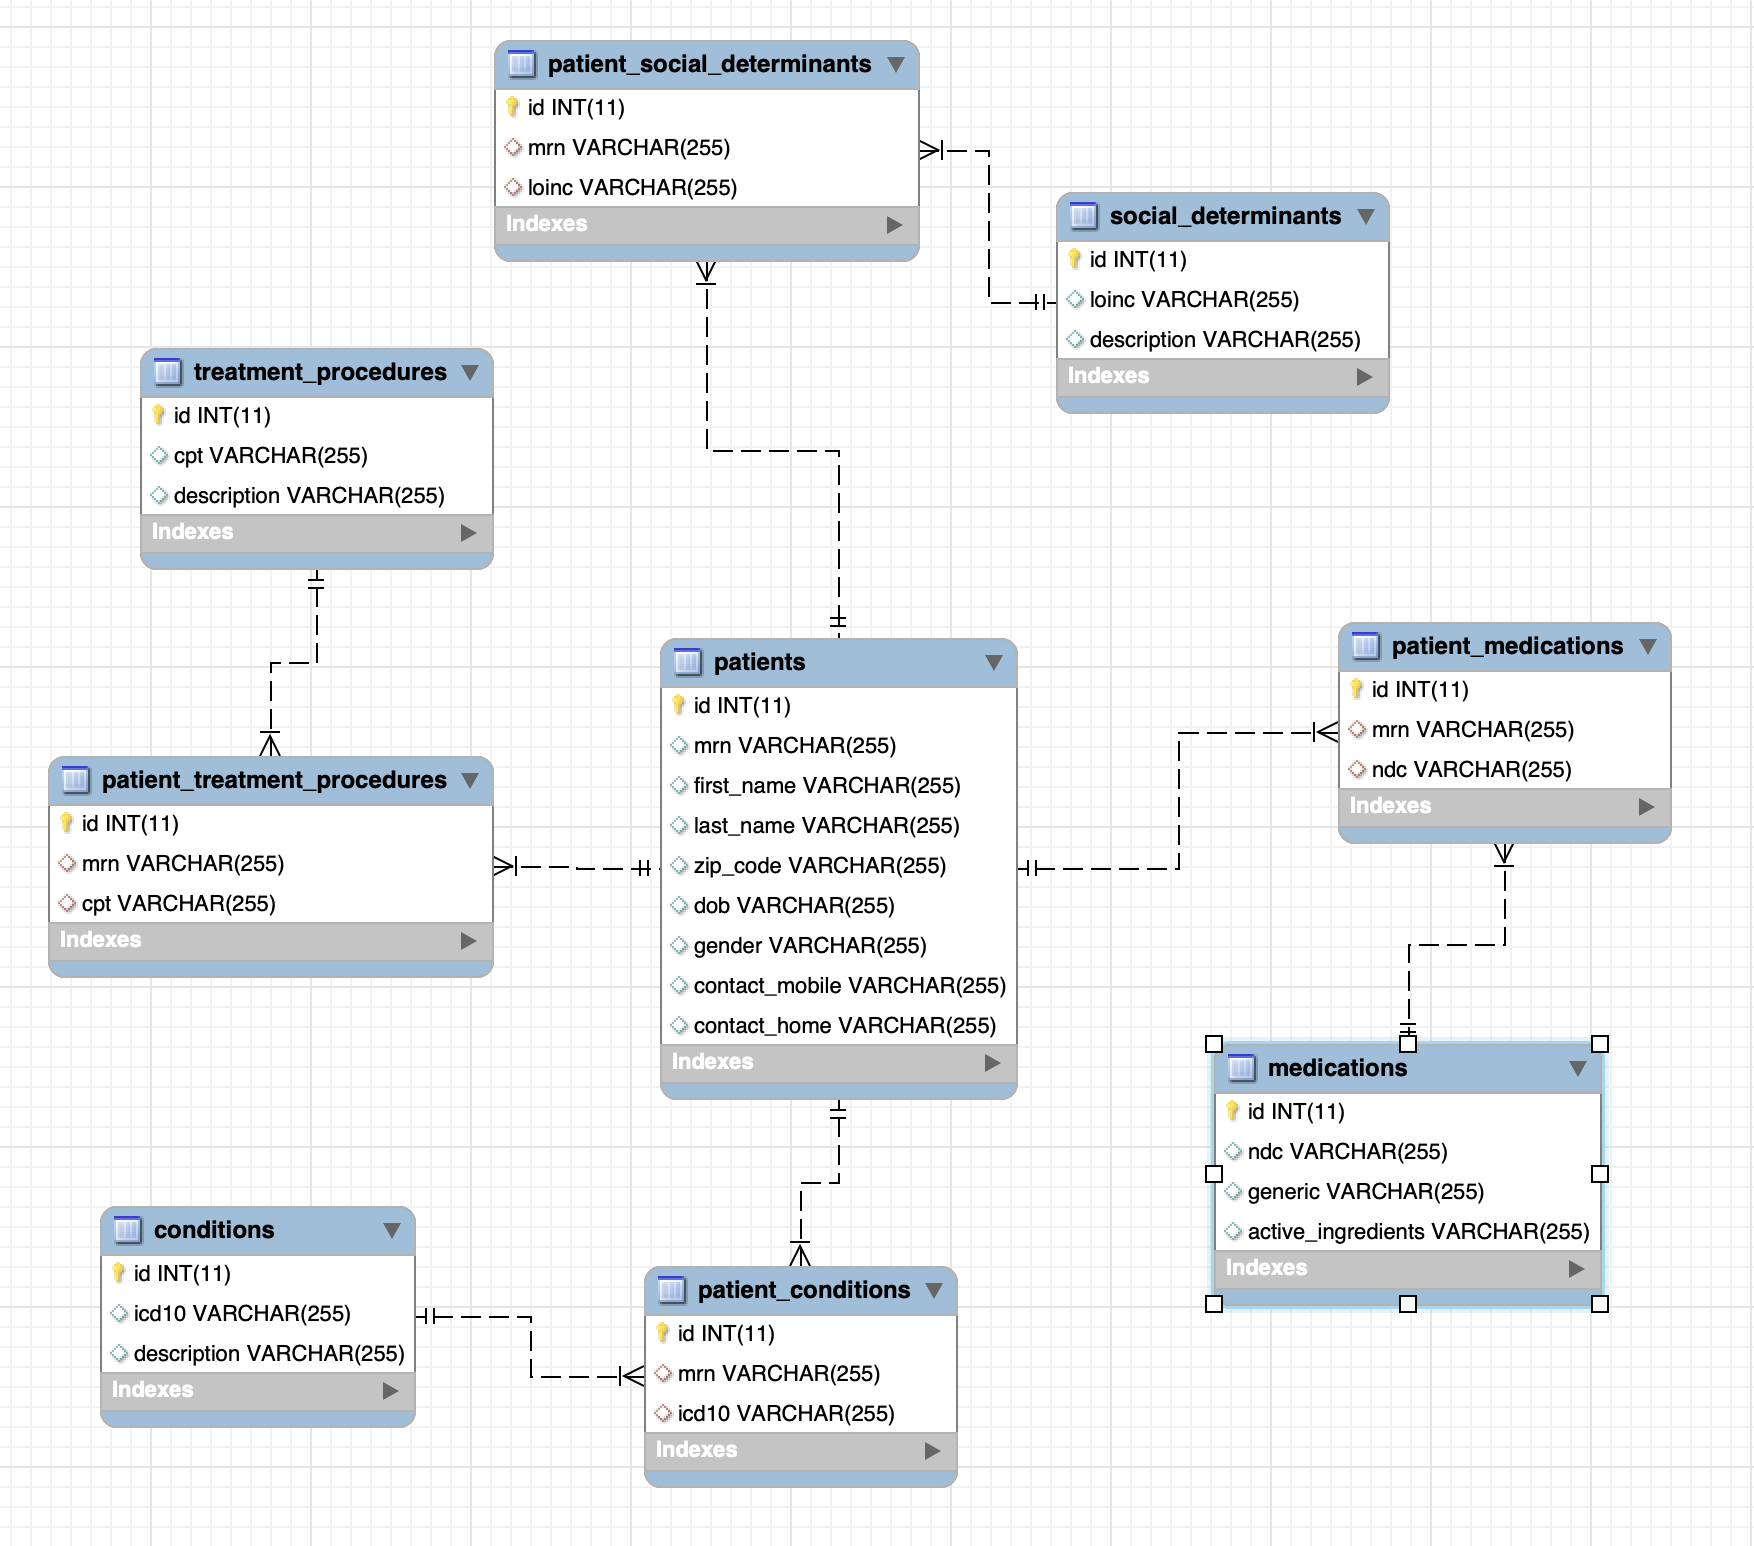 patient_social_determinants
id INT(11)
mrn VARCHAR(255)
loinc VARCHAR(255)
Indexes
social_determinants
id INT(11)
loinc VARCHAR(255)
description VARCHAR(255)
Indexes
treatment_procedures
id INT(11)
cpt VARCHAR(255)
description VARCHAR(255)
Indexes
patients
id INT(11)
mrn VARCHAR(255)
first_name VARCHAR(255)
last_name VARCHAR(255)
zip_code VARCHAR(255)
dob VARCHAR(255)
gender VARCHAR(255)
contact_mobile VARCHAR(255)
contact_home VARCHAR(255)
Indexes
patient_medications
id INT(11)
mrn VARCHAR(255)
ndc VARCHAR(255)
Indexes
patient_treatment_procedures
id INT(11)
mrn VARCHAR(255)
cpt VARCHAR(255)
Indexes
medications
id INT(11)
ndc VARCHAR(255)
generic VARCHAR(255)
active_ingredients VARCHAR(255)
Indexes
conditions
id INT(11)
icd10 VARCHAR(255)
description VARCHAR(255)
Indexes
patient_conditions
id INT(11)
mrn VARCHAR(255)
icd10 VARCHAR(255)
Indexes